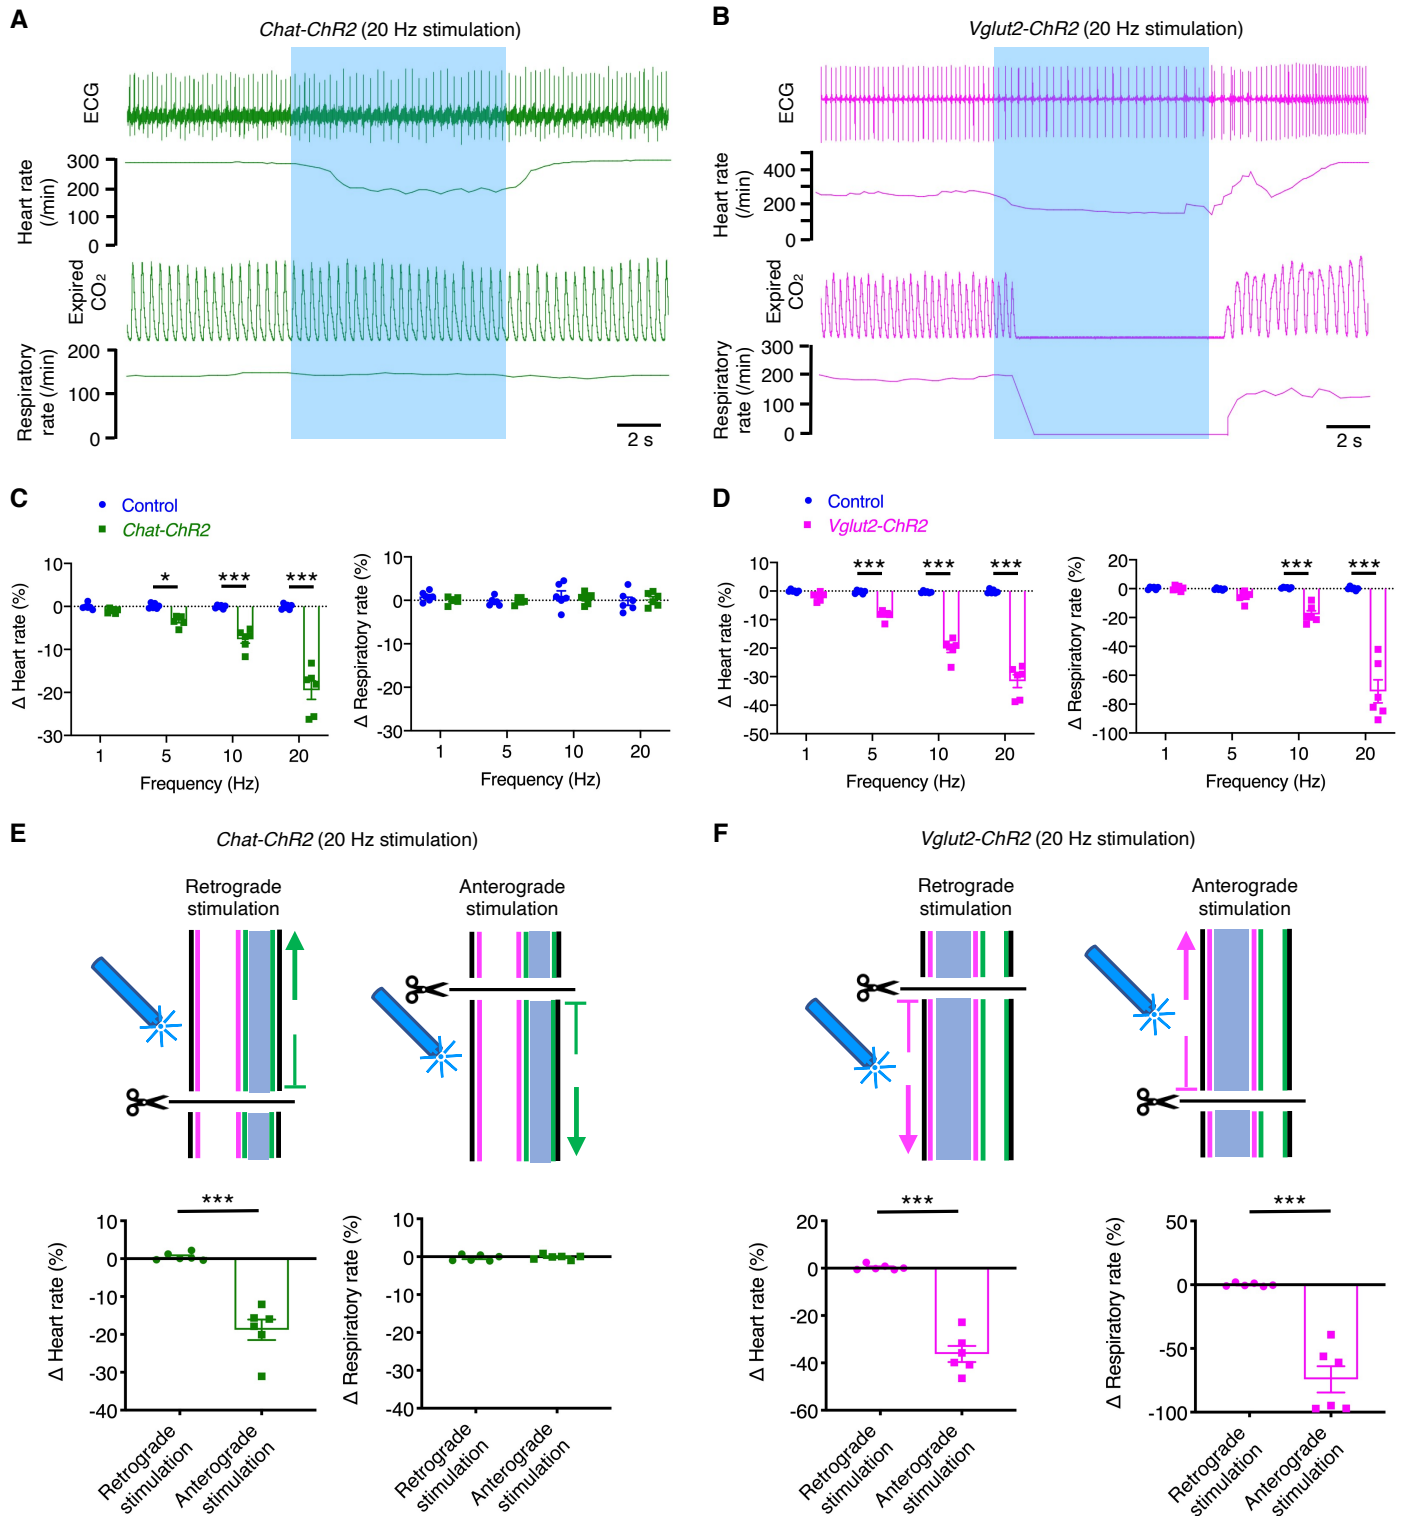 A
Chat-ChR2 (20 Hz stimulation)
ECG
Heart rate
(/min)
300
200
100
0
Expired
CO₂
Respiratory
rate (/min)
200
100
0
2 s
B
Vglut2-ChR2 (20 Hz stimulation)
ECG
Heart rate
(/min)
400
200
0
Expired
CO₂
Respiratory
rate (/min)
300
200
100
0
2 s
C
Control
Chat-ChR2
Δ Heart rate (%)
10
0
-10
-20
-30
*
***
***
1 5 10 20
Frequency (Hz)
Δ Respiratory rate (%)
10
0
-10
-20
-30
1 5 10 20
Frequency (Hz)
D
Control
Vglut2-ChR2
Δ Heart rate (%)
10
0
-10
-20
-30
-40
-50
***
***
***
1 5 10 20
Frequency (Hz)
Δ Respiratory rate (%)
20
0
-20
-40
-60
-80
-100
***
***
1 5 10 20
Frequency (Hz)
E
Chat-ChR2 (20 Hz stimulation)
Retrograde
stimulation
Anterograde
stimulation
Δ Heart rate (%)
10
0
-10
-20
-30
-40
***
Retrograde
stimulation
Anterograde
stimulation
Δ Respiratory rate (%)
10
0
-10
-20
-30
-40
Retrograde
stimulation
Anterograde
stimulation
F
Vglut2-ChR2 (20 Hz stimulation)
Retrograde
stimulation
Anterograde
stimulation
Δ Heart rate (%)
20
0
-20
-40
-60
***
Retrograde
stimulation
Anterograde
stimulation
Δ Respiratory rate (%)
50
0
-50
-100
***
Retrograde
stimulation
Anterograde
stimulation